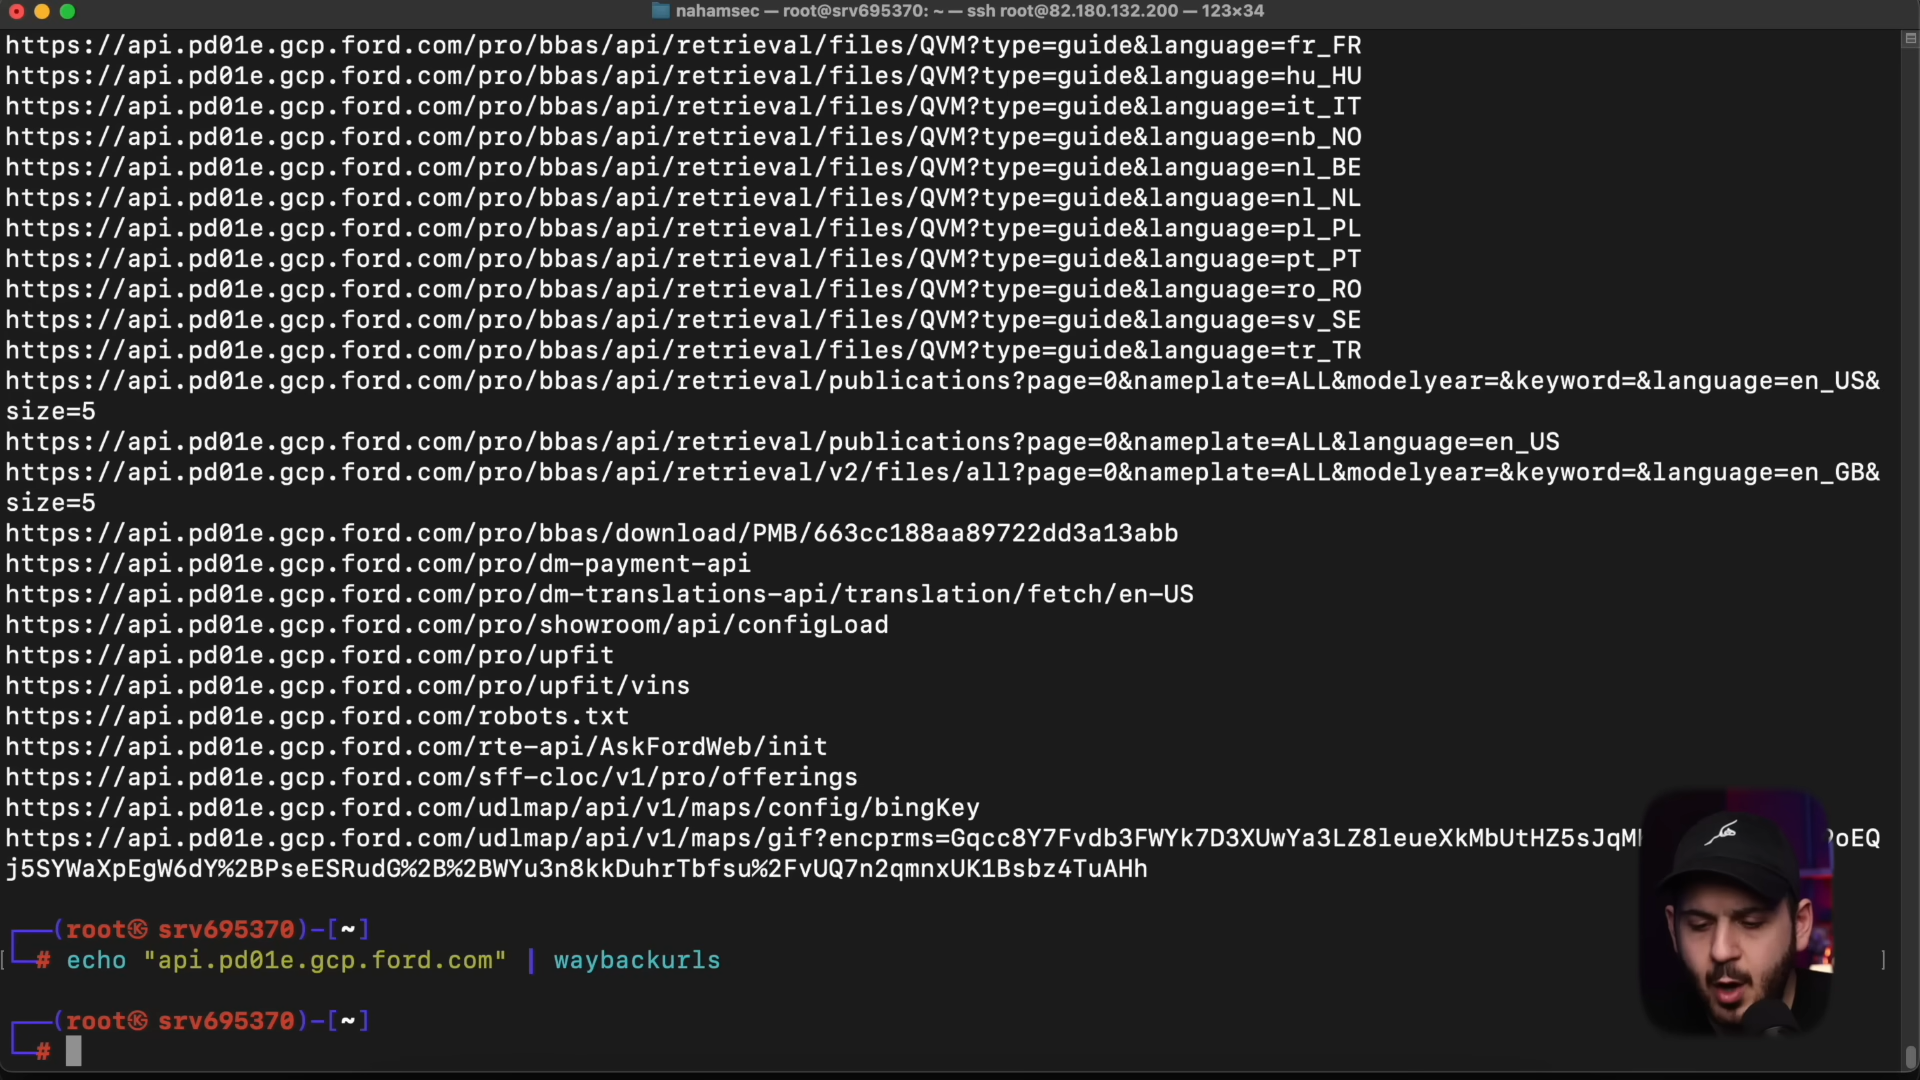 nahamsec — root@srv695370: ~ — ssh root@82.180.132.200 — 123×34
https://api.pd01e.gcp.ford.com/pro/bbas/api/retrieval/files/QVM?type=guide&language=fr_FR
https://api.pd01e.gcp.ford.com/pro/bbas/api/retrieval/files/QVM?type=guide&language=hu_HU
https://api.pd01e.gcp.ford.com/pro/bbas/api/retrieval/files/QVM?type=guide&language=it_IT
https://api.pd01e.gcp.ford.com/pro/bbas/api/retrieval/files/QVM?type=guide&language=nb_NO
https://api.pd01e.gcp.ford.com/pro/bbas/api/retrieval/files/QVM?type=guide&language=nl_BE
https://api.pd01e.gcp.ford.com/pro/bbas/api/retrieval/files/QVM?type=guide&language=nl_NL
https://api.pd01e.gcp.ford.com/pro/bbas/api/retrieval/files/QVM?type=guide&language=pl_PL
https://api.pd01e.gcp.ford.com/pro/bbas/api/retrieval/files/QVM?type=guide&language=pt_PT
https://api.pd01e.gcp.ford.com/pro/bbas/api/retrieval/files/QVM?type=guide&language=ro_RO
https://api.pd01e.gcp.ford.com/pro/bbas/api/retrieval/files/QVM?type=guide&language=sv_SE
https://api.pd01e.gcp.ford.com/pro/bbas/api/retrieval/files/QVM?type=guide&language=tr_TR
https://api.pd01e.gcp.ford.com/pro/bbas/api/retrieval/publications?page=0&nameplate=ALL&modelyear=&keyword=&language=en_US&
size=5
https://api.pd01e.gcp.ford.com/pro/bbas/api/retrieval/publications?page=0&nameplate=ALL&language=en_US
https://api.pd01e.gcp.ford.com/pro/bbas/api/retrieval/v2/files/all?page=0&nameplate=ALL&modelyear=&keyword=&language=en_GB&
size=5
https://api.pd01e.gcp.ford.com/pro/bbas/download/PMB/663cc188aa89722dd3a13abb
https://api.pd01e.gcp.ford.com/pro/dm-payment-api
https://api.pd01e.gcp.ford.com/pro/dm-translations-api/translation/fetch/en-US
https://api.pd01e.gcp.ford.com/pro/showroom/api/configLoad
https://api.pd01e.gcp.ford.com/pro/upfit
https://api.pd01e.gcp.ford.com/pro/upfit/vins
https://api.pd01e.gcp.ford.com/robots.txt
https://api.pd01e.gcp.ford.com/rte-api/AskFordWeb/init
https://api.pd01e.gcp.ford.com/sff-cloc/v1/pro/offerings
https://api.pd01e.gcp.ford.com/udlmap/api/v1/maps/config/bingKey
https://api.pd01e.gcp.ford.com/udlmap/api/v1/maps/gif?encprms=Gqcc8Y7Fvdb3FWYk7D3XUwYa3LZ8leueXkMbUtHZ5sJqM oEQ
j5SYWaXpEgW6dY%2BPseESRudG%2B%2BWYu3n8kkDuhrTbfsu%2FvUQ7n2qmnxUK1Bsbz4TuAHh
┌──(root㉿ srv695370)-[~]
[└─# echo "api.pd01e.gcp.ford.com" | waybackurls ]
┌──(root㉿ srv695370)-[~]
└─#